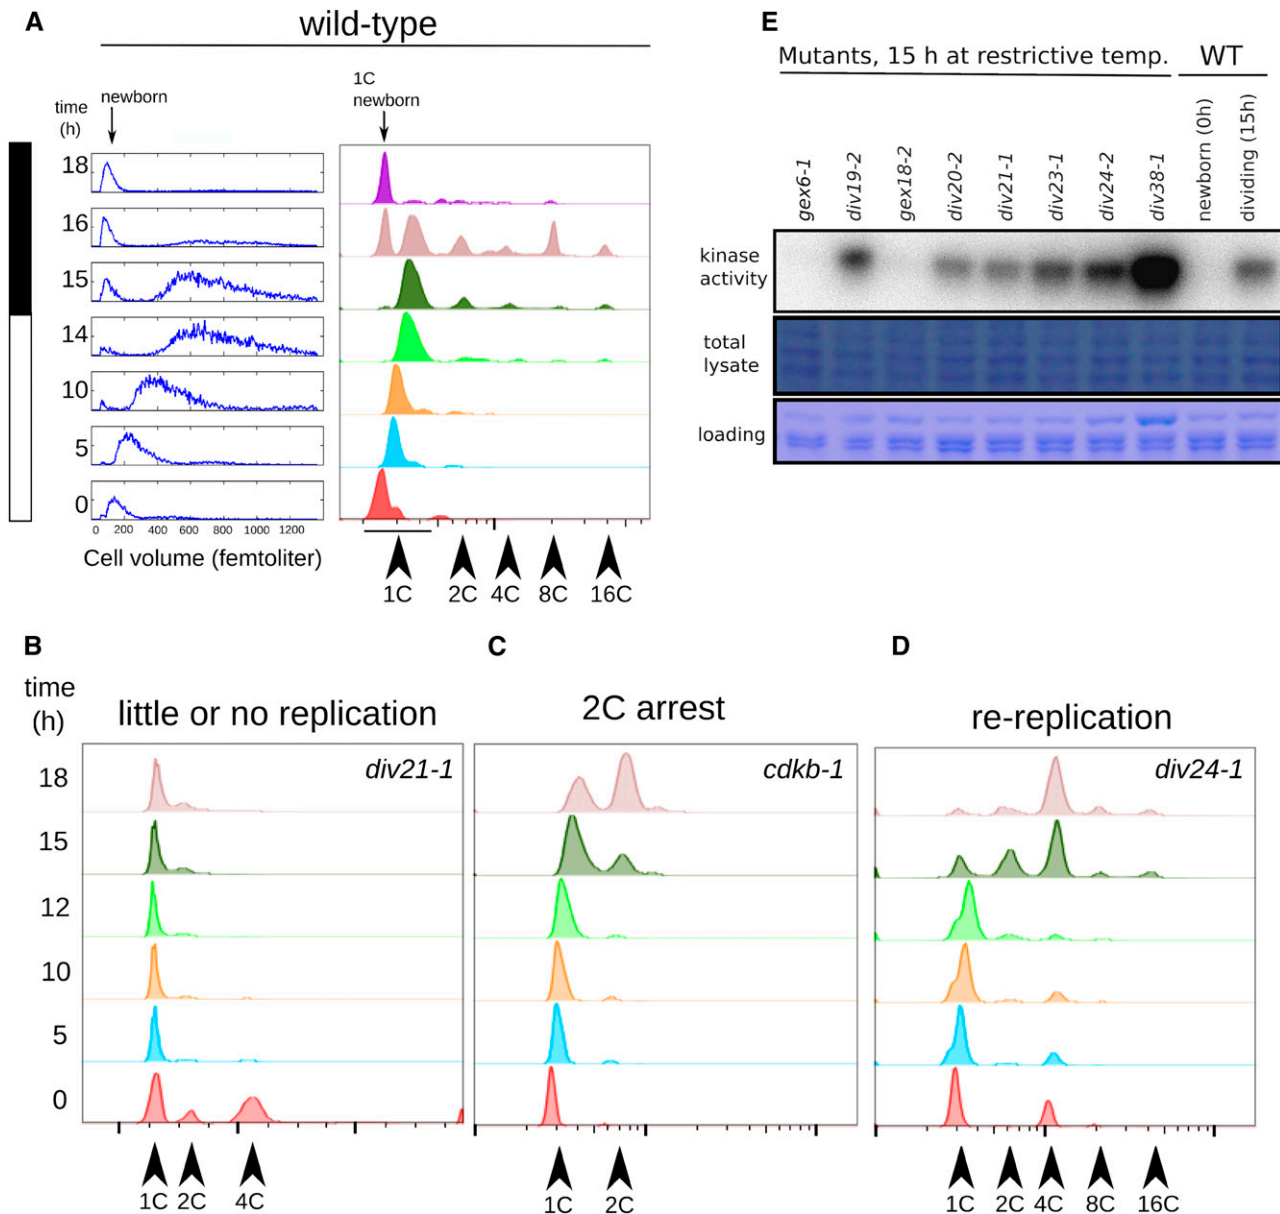 A
wild-type
time
(h)
newborn
1C
newborn
18
16
15
14
10
5
0
0 200 400 600 800 1000 1200
Cell volume (femtoliter)
1C 2C 4C 8C 16C
E
Mutants, 15 h at restrictive temp. WT
gex6-1
div19-2
gex18-2
div20-2
div21-1
div23-1
div24-2
div38-1
newborn (0h)
dividing (15h)
kinase
activity
total
lysate
loading
B
time
(h)
little or no replication
div21-1
18
15
12
10
5
0
1C 2C 4C
C
2C arrest
cdkb-1
1C 2C
D
re-replication
div24-1
1C 2C 4C 8C 16C